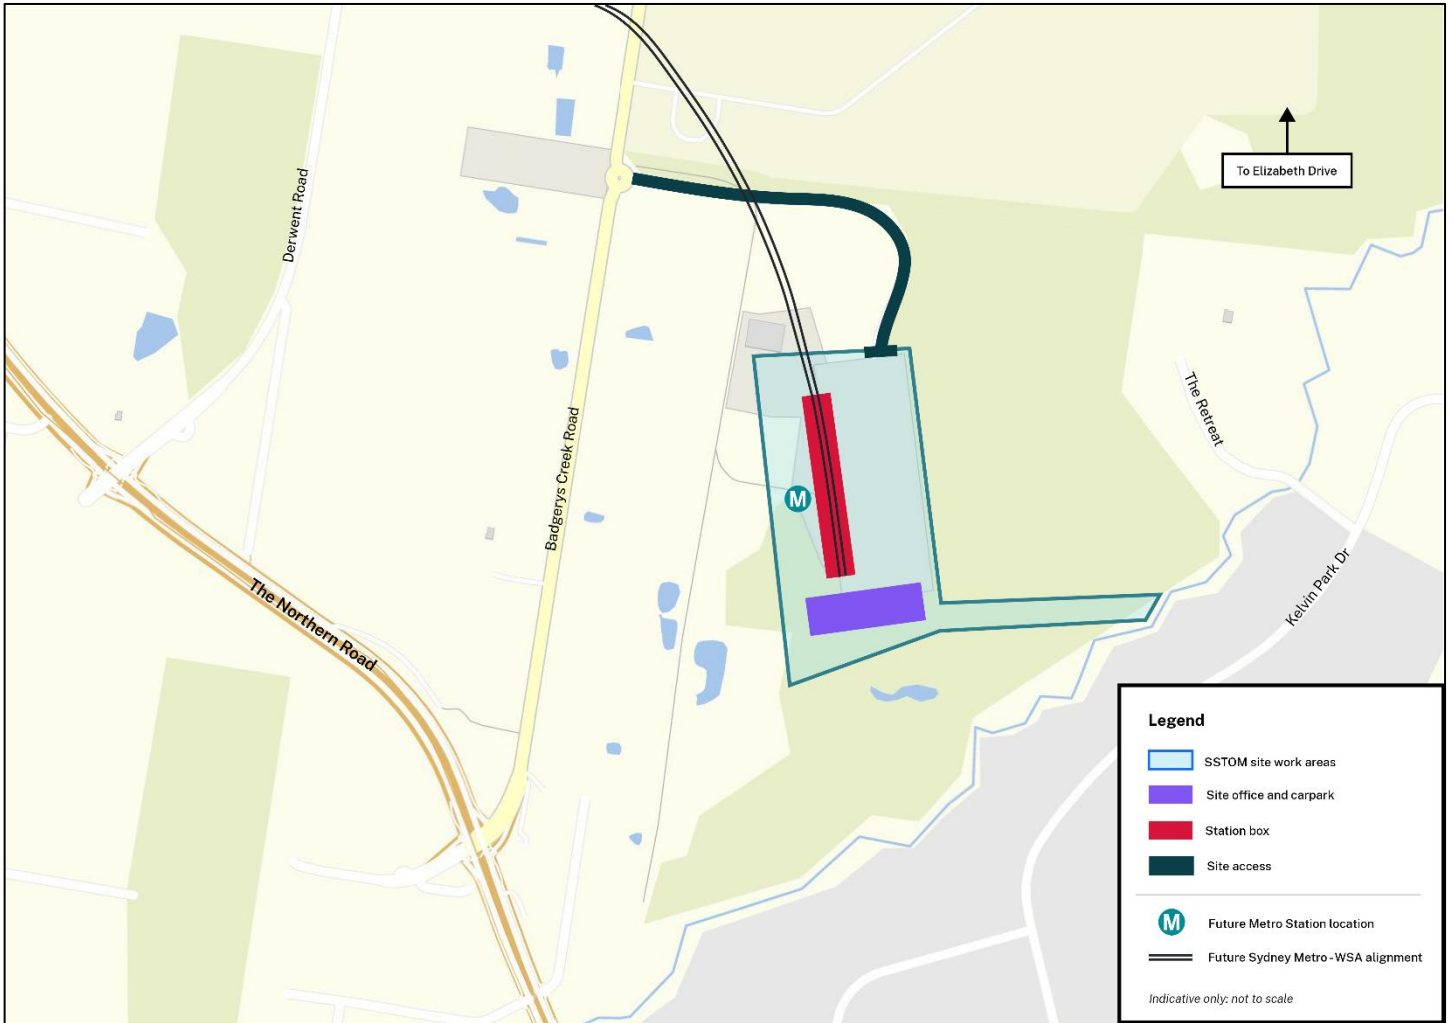 To Elizabeth Drive
Derwent Road
Badgerys Creek Road
The Retreat
M
Kelvin Park Dr
The Northern Road
Legend
SSTOM site work areas
Site office and carpark
Station box
Site access
M
Future Metro Station location
Future Sydney Metro - WSA alignment
Indicative only: not to scale